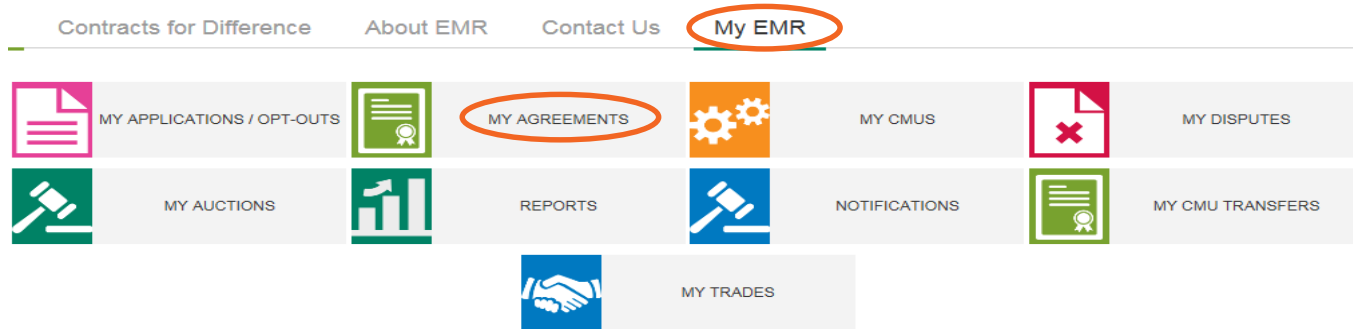 Contracts for Difference About EMR Contact Us My EMR
MY APPLICATIONS / OPT-OUTS MY AGREEMENTS MY CMUS MY DISPUTES
MY AUCTIONS REPORTS NOTIFICATIONS MY CMU TRANSFERS
MY TRADES